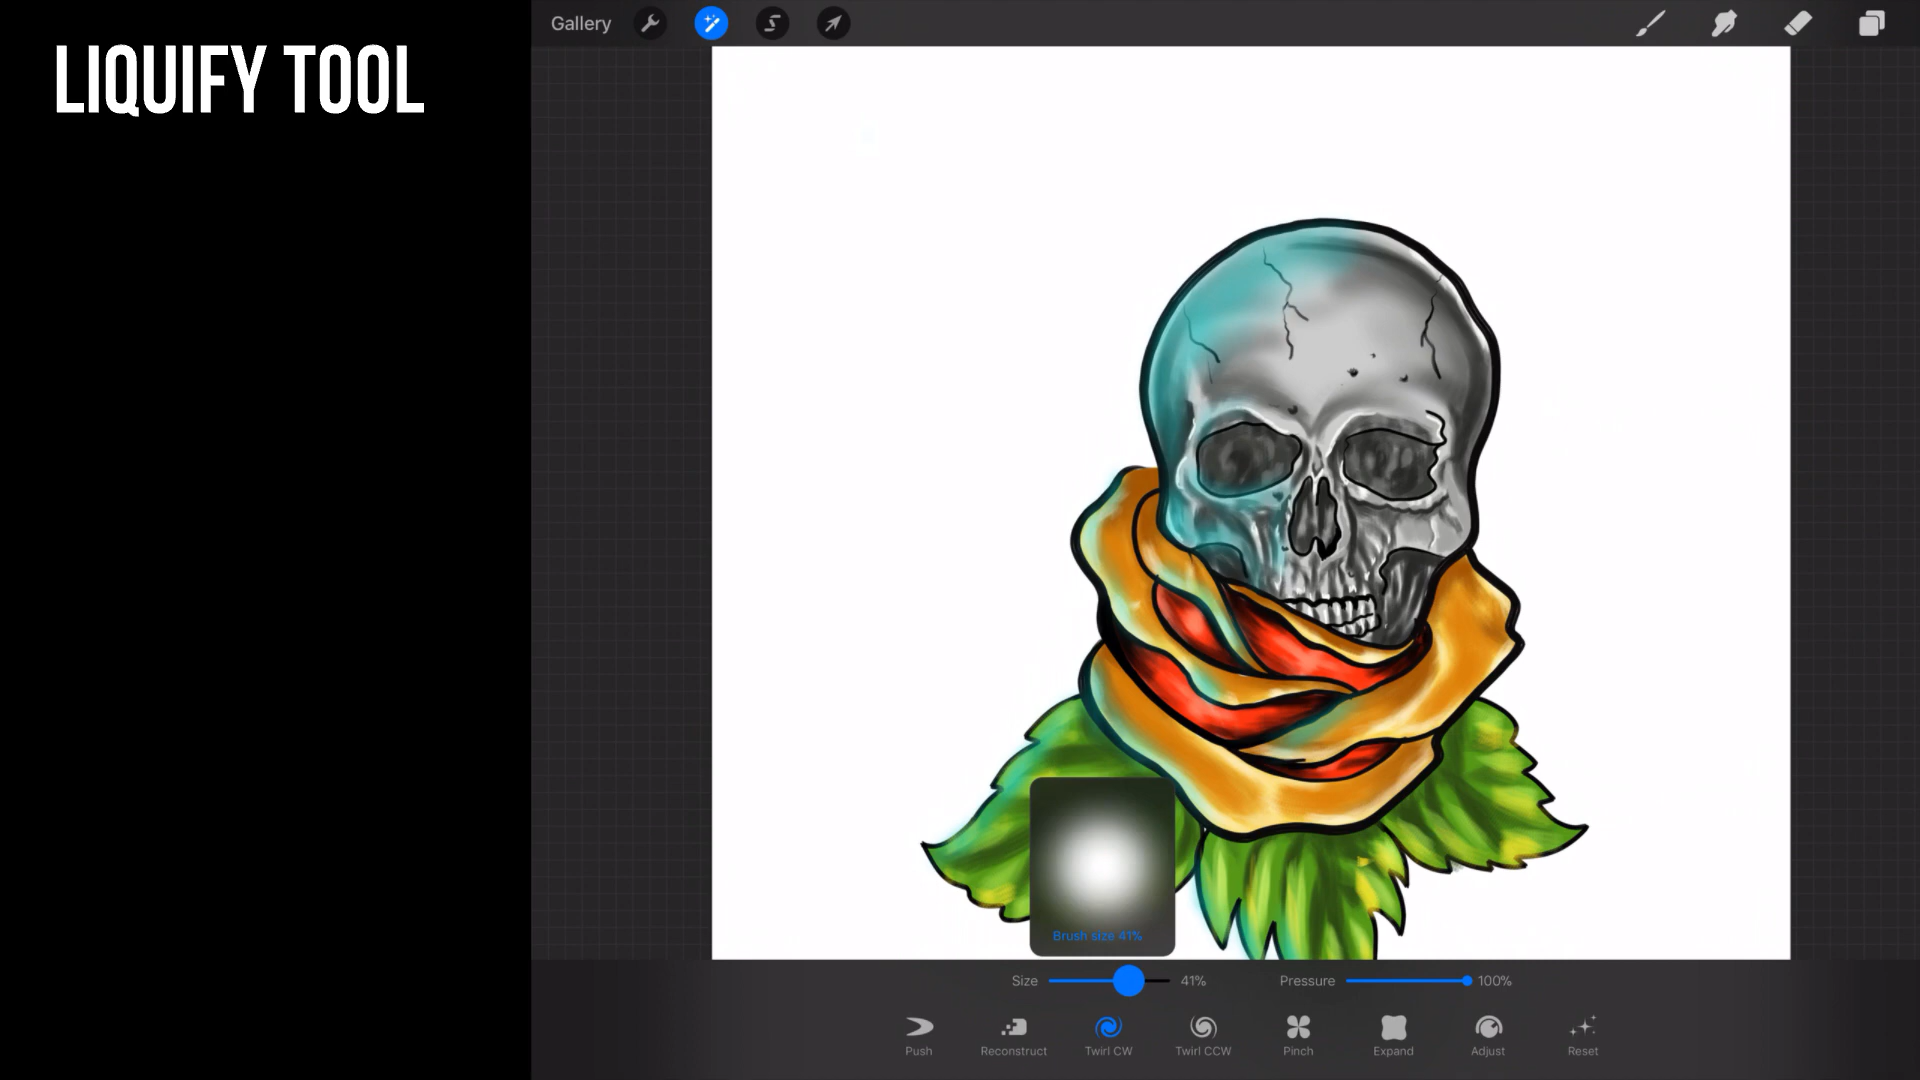 LIQUIFY TOOL
Gallery
Brush size 41%
Size 41% Pressure 100%
Push Reconstruct Twirl CW Twirl CCW Pinch Expand Adjust Reset